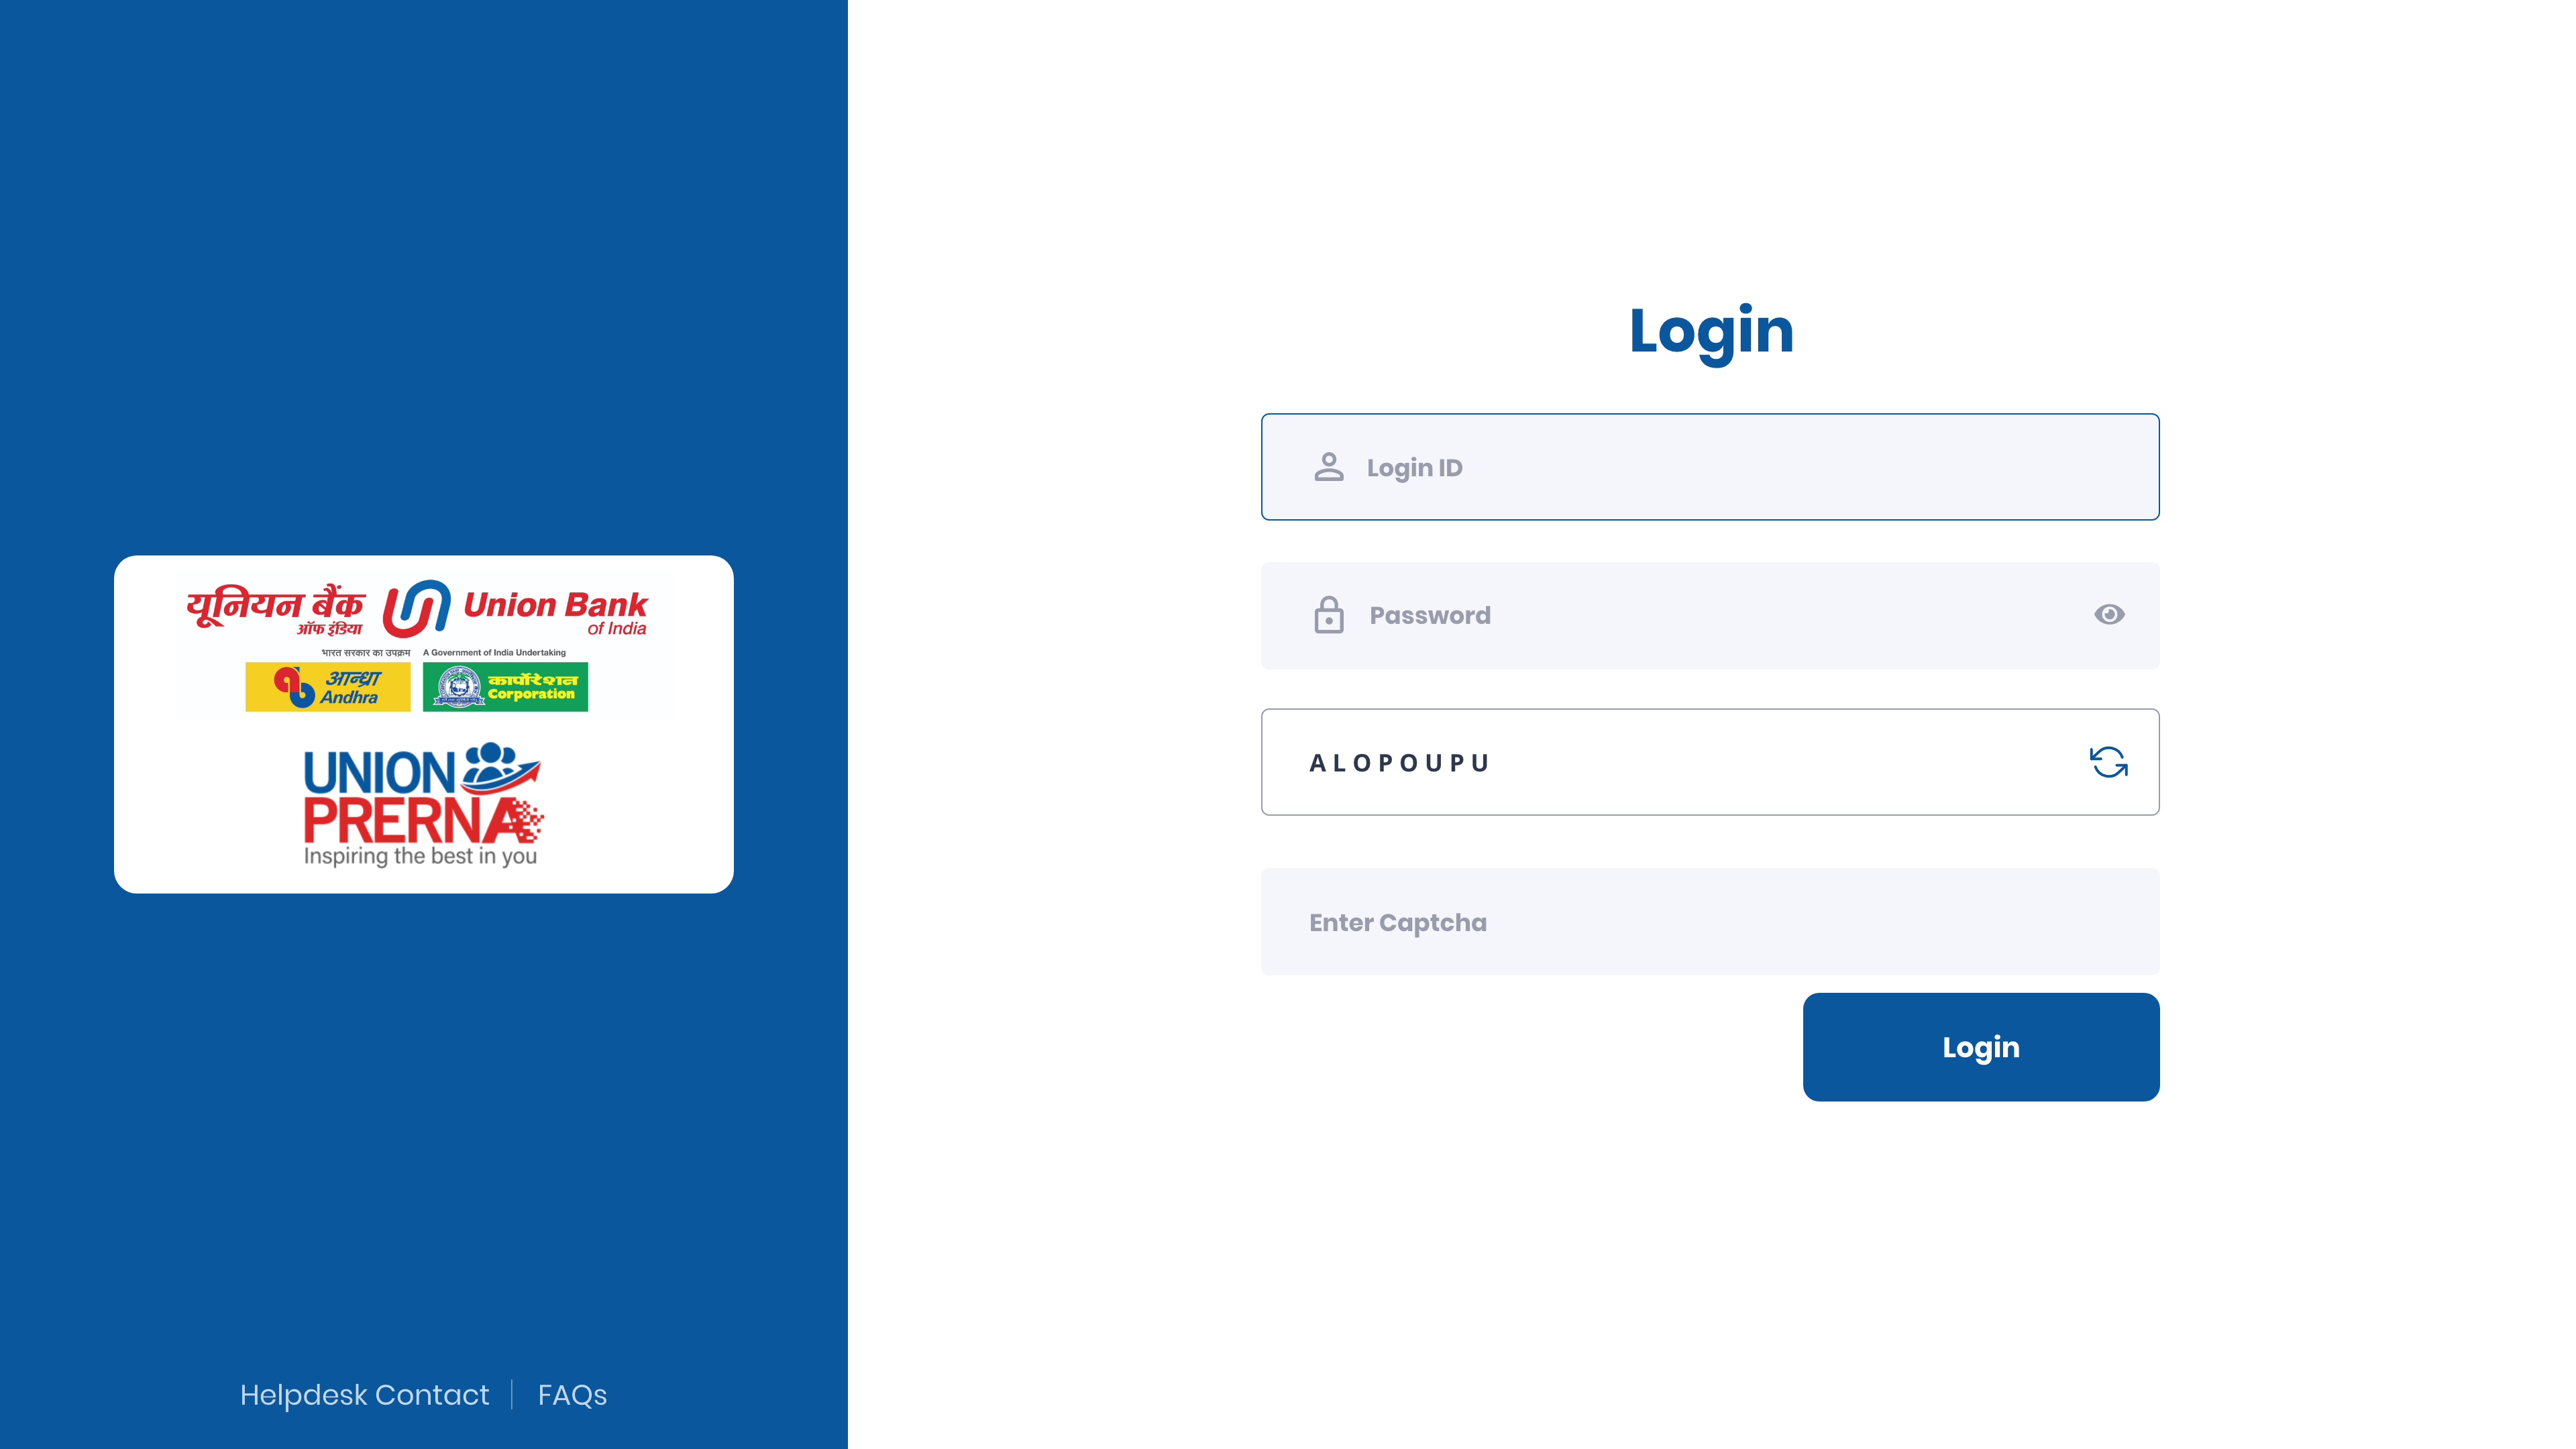 यूनियन बैंक Union Bank
ऑफ इंडिया of India
भारत सरकार का उपक्रम A Government of India Undertaking
आन्ध्रा कार्पोरेशन
Andhra Corporation
UNION
PRERNA
Inspiring the best in you
Helpdesk Contact FAQs
Login
Login ID
Password
A L O P O U P U
Enter Captcha
Login